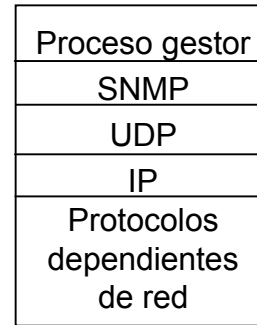 Proceso gestor
SNMP
UDP
IP
Protocolos
dependientes
de red